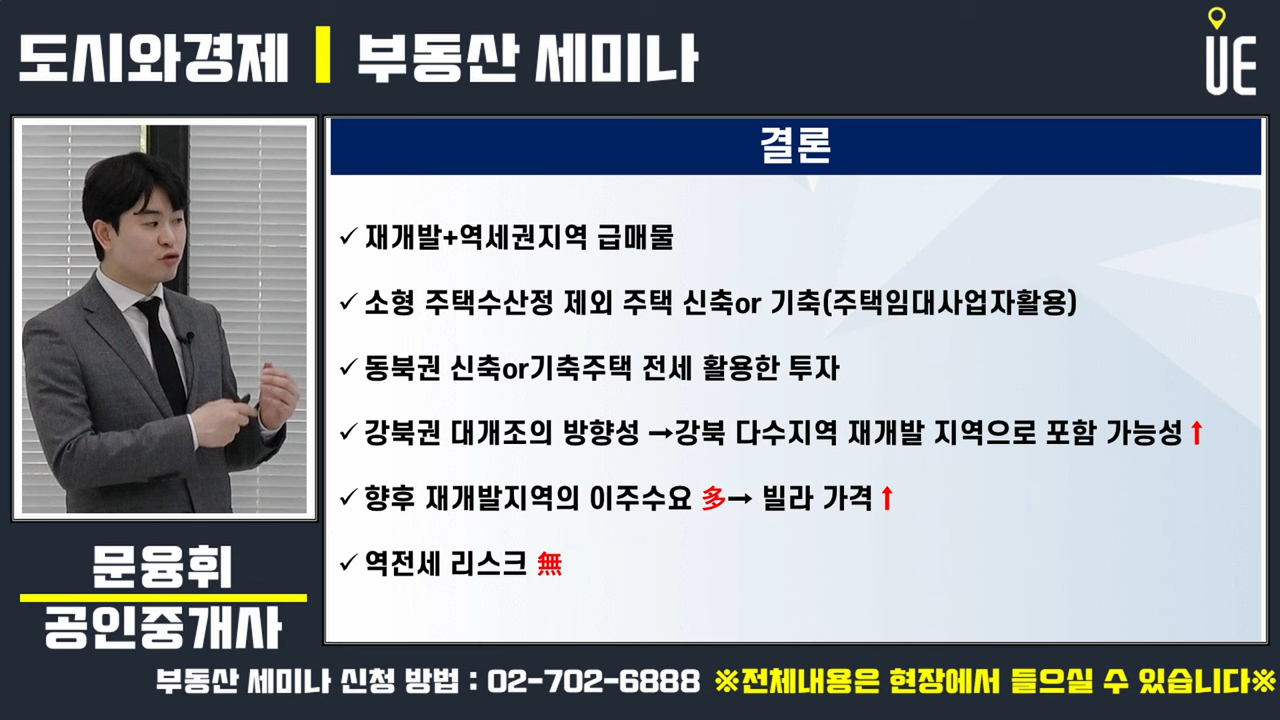 도시와경제 | 부동산 세미나
UE
결론
✓ 재개발+역세권지역 급매물
✓ 소형 주택수산정 제외 주택 신축or 기축(주택임대사업자활용)
✓ 동북권 신축or기축주택 전세 활용한 투자
✓ 강북권 대개조의 방향성 →강북 다수지역 재개발 지역으로 포함 가능성 ↑
✓ 향후 재개발지역의 이주수요 多→ 빌라 가격 ↑
✓ 역전세 리스크 無
문융휘
공인중개사
부동산 세미나 신청 방법 : 02-702-6888 ※전체내용은 현장에서 들으실 수 있습니다※